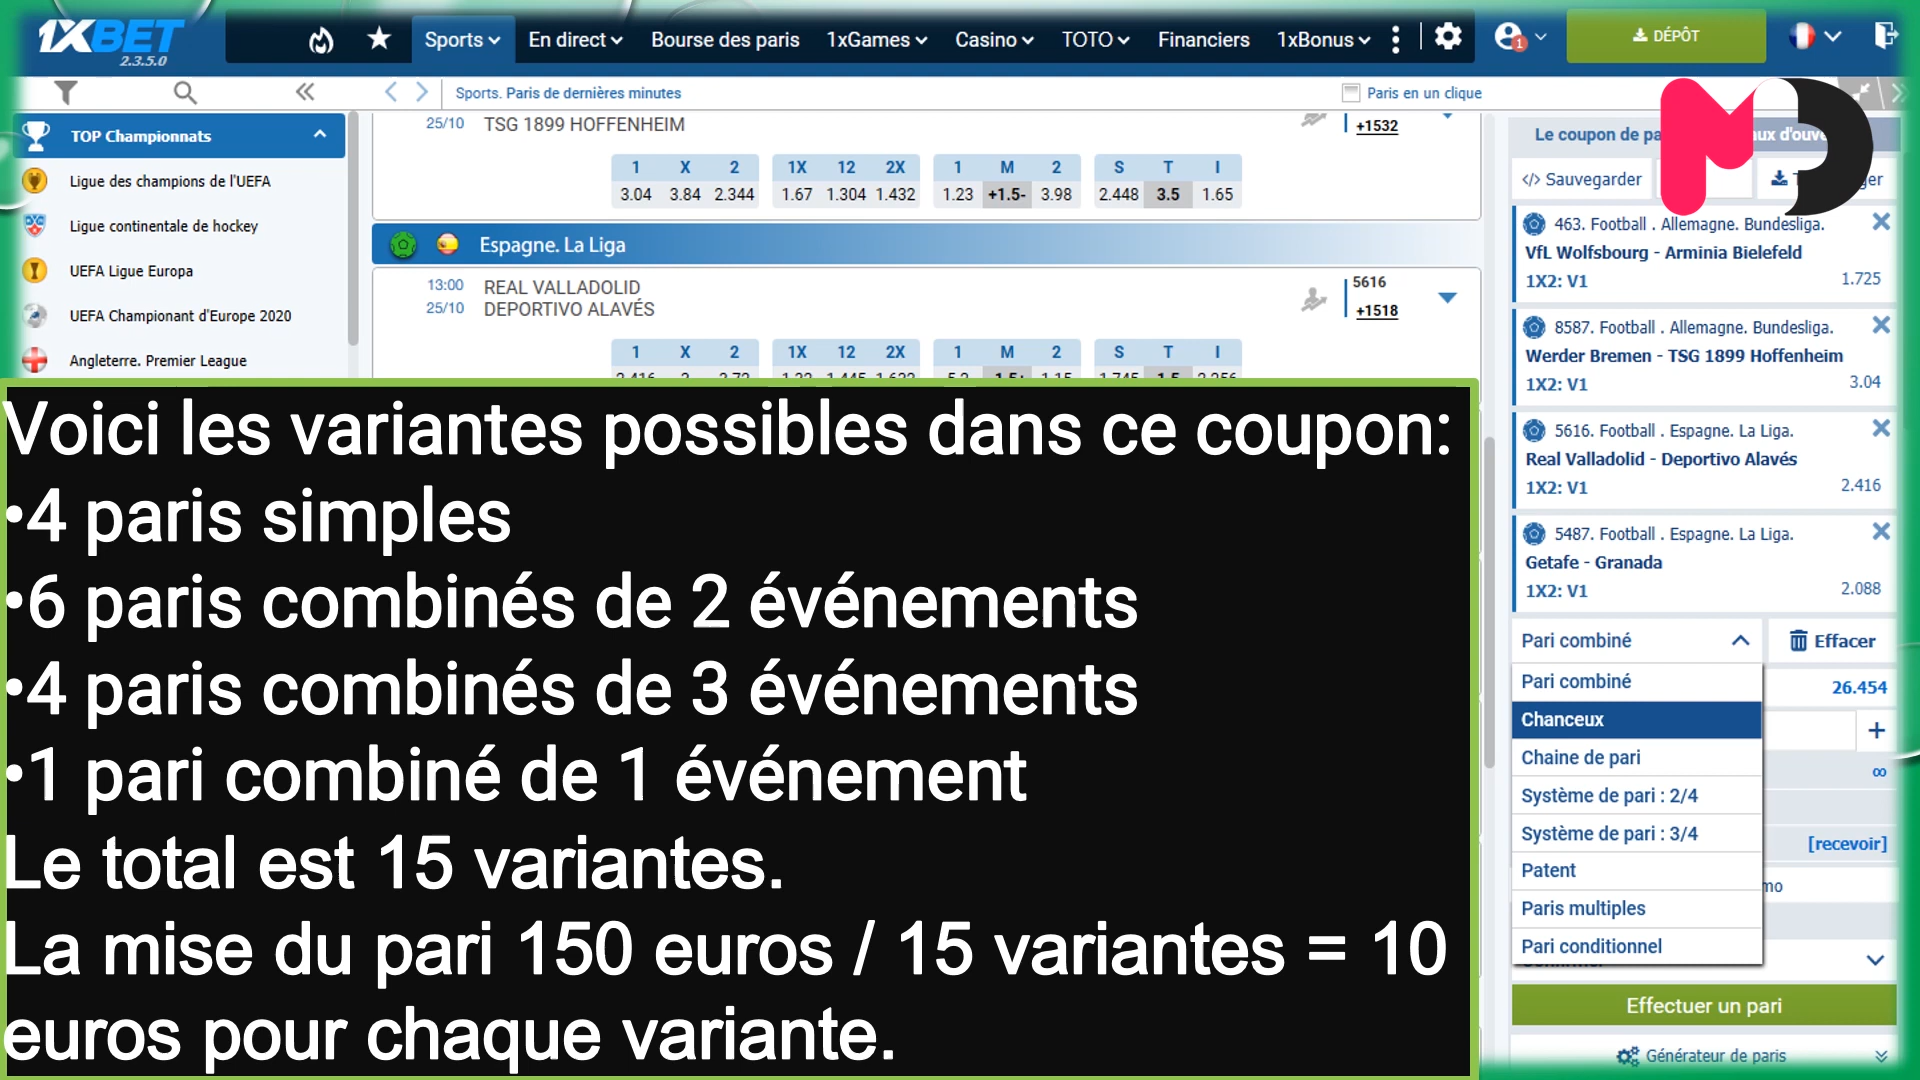 1XBET
2.3.5.0
Sports
En direct
Bourse des paris
1xGames
Casino
TOTO
Financiers
1xBonus
1
DÉPÔT
Sports. Paris de dernières minutes
Paris en un clique
TOP Championnats
Ligue des champions de l'UEFA
Ligue continentale de hockey
UEFA Ligue Europa
UEFA Championant d'Europe 2020
Angleterre. Premier League
25/10 TSG 1899 HOFFENHEIM
+1532
1 X 2 1X 12 2X 1 M 2 S T I
3.04 3.84 2.344 1.67 1.304 1.432 1.23 +1.5- 3.98 2.448 3.5 1.65
Espagne. La Liga
13:00 REAL VALLADOLID
25/10 DEPORTIVO ALAVÉS
5616
+1518
1 X 2 1X 12 2X 1 M 2 S T I
Voici les variantes possibles dans ce coupon:
•4 paris simples
•6 paris combinés de 2 événements
•4 paris combinés de 3 événements
•1 pari combiné de 1 événement
Le total est 15 variantes.
La mise du pari 150 euros / 15 variantes = 10
euros pour chaque variante.
Le coupon de
MD
</> Sauvegarder
463. Football . Allemagne. Bundesliga.
VfL Wolfsbourg - Arminia Bielefeld
1X2: V1 1.725
8587. Football . Allemagne. Bundesliga.
Werder Bremen - TSG 1899 Hoffenheim
1X2: V1 3.04
5616. Football . Espagne. La Liga.
Real Valladolid - Deportivo Alavés
1X2: V1 2.416
5487. Football . Espagne. La Liga.
Getafe - Granada
1X2: V1 2.088
Pari combiné
Effacer
Pari combiné
26.454
Chanceux
+
Chaine de pari
∞
Système de pari : 2/4
Système de pari : 3/4
[recevoir]
Patent
Paris multiples
Pari conditionnel
Effectuer un pari
Générateur de paris